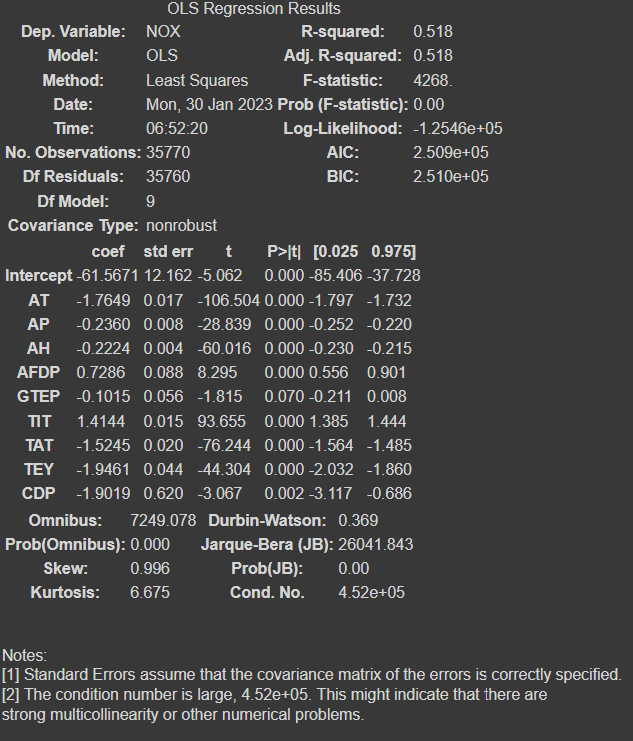 OLS Regression Results
Dep. Variable: NOX R-squared: 0.518
Model: OLS Adj. R-squared: 0.518
Method: Least Squares F-statistic: 4268.
Date: Mon, 30 Jan 2023 Prob (F-statistic): 0.00
Time: 06:52:20 Log-Likelihood: -1.2546e+05
No. Observations: 35770 AIC: 2.509e+05
Df Residuals: 35760 BIC: 2.510e+05
Df Model: 9
Covariance Type: nonrobust
coef std err t P>|t| [0.025 0.975]
Intercept -61.5671 12.162 -5.062 0.000 -85.406 -37.728
AT -1.7649 0.017 -106.504 0.000 -1.797 -1.732
AP -0.2360 0.008 -28.839 0.000 -0.252 -0.220
AH -0.2224 0.004 -60.016 0.000 -0.230 -0.215
AFDP 0.7286 0.088 8.295 0.000 0.556 0.901
GTEP -0.1015 0.056 -1.815 0.070 -0.211 0.008
TIT 1.4144 0.015 93.655 0.000 1.385 1.444
TAT -1.5245 0.020 -76.244 0.000 -1.564 -1.485
TEY -1.9461 0.044 -44.304 0.000 -2.032 -1.860
CDP -1.9019 0.620 -3.067 0.002 -3.117 -0.686
Omnibus: 7249.078 Durbin-Watson: 0.369
Prob(Omnibus): 0.000 Jarque-Bera (JB): 26041.843
Skew: 0.996 Prob(JB): 0.00
Kurtosis: 6.675 Cond. No. 4.52e+05
Notes:
[1] Standard Errors assume that the covariance matrix of the errors is correctly specified.
[2] The condition number is large, 4.52e+05. This might indicate that there are
strong multicollinearity or other numerical problems.